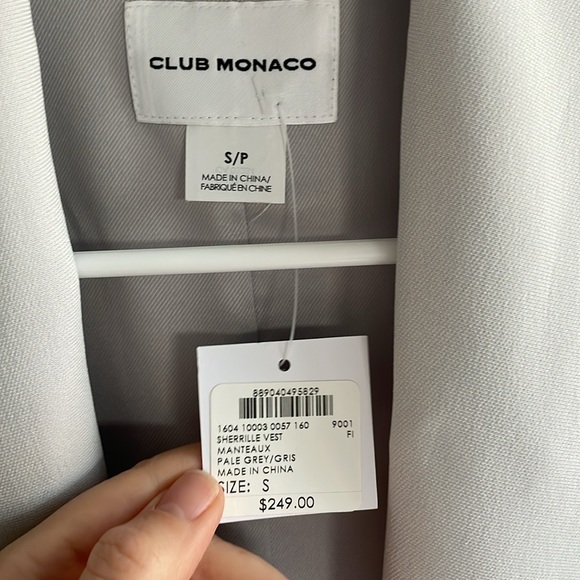 CLUB MONACO
S/P
MADE IN CHINA/
FABRIQUÉ EN CHINE
889040495829
1604 10003 0057 160 9001
SHERRILLE VEST FI
MANTEAUX
PALE GREY/GRIS
MADE IN CHINA
SIZE: S
$249.00